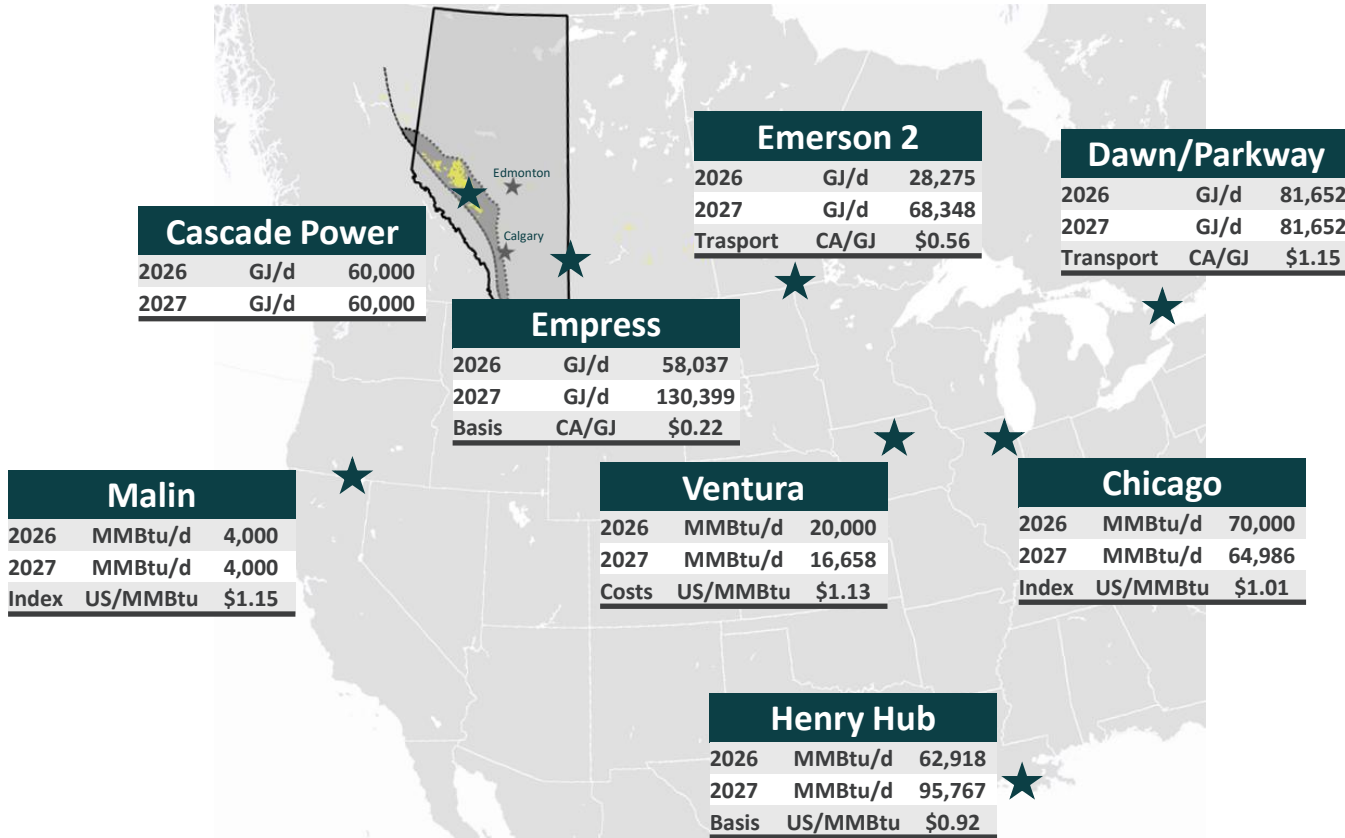 Edmonton
Calgary
Cascade Power
2026 GJ/d 60,000
2027 GJ/d 60,000
Emerson 2
2026 GJ/d 28,275
2027 GJ/d 68,348
Trasport CA/GJ $0.56
Dawn/Parkway
2026 GJ/d 81,652
2027 GJ/d 81,652
Transport CA/GJ $1.15
Empress
2026 GJ/d 58,037
2027 GJ/d 130,399
Basis CA/GJ $0.22
Malin
2026 MMBtu/d 4,000
2027 MMBtu/d 4,000
Index US/MMBtu $1.15
Ventura
2026 MMBtu/d 20,000
2027 MMBtu/d 16,658
Costs US/MMBtu $1.13
Chicago
2026 MMBtu/d 70,000
2027 MMBtu/d 64,986
Index US/MMBtu $1.01
Henry Hub
2026 MMBtu/d 62,918
2027 MMBtu/d 95,767
Basis US/MMBtu $0.92